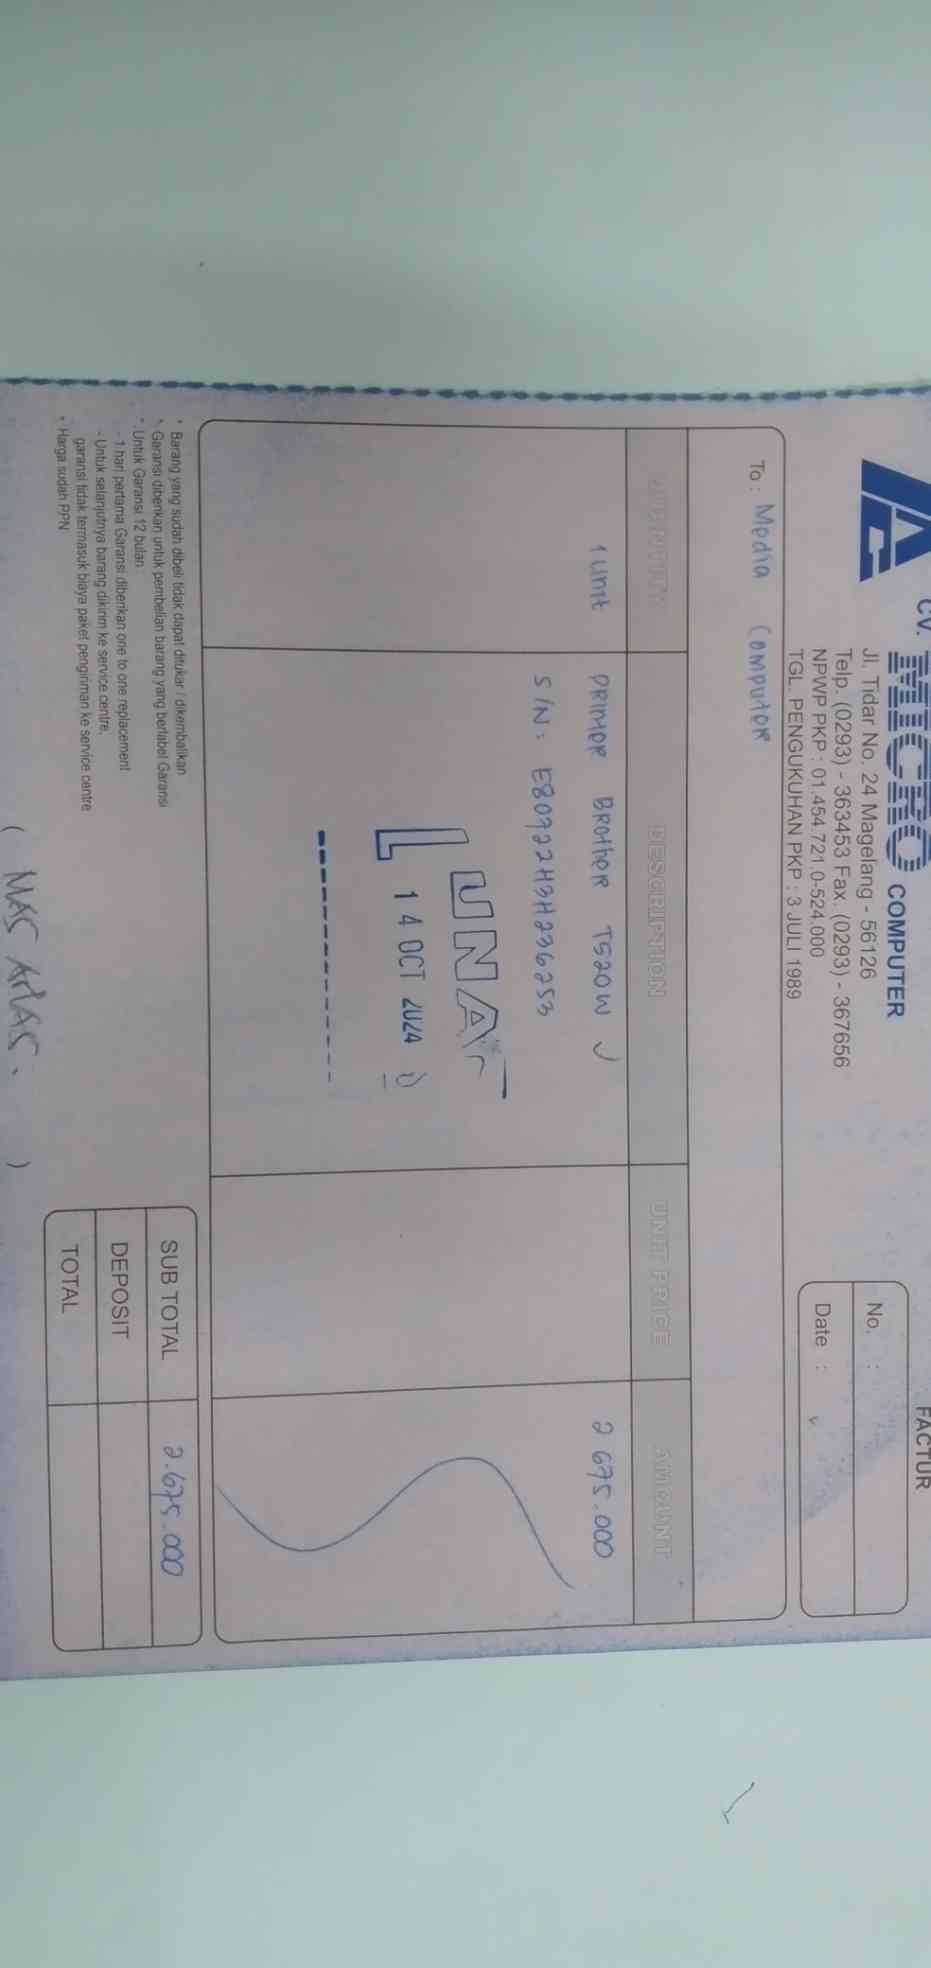 FACTUR
CV. MICRO COMPUTER
Jl. Tidar No. 24 Magelang - 56126
Telp. (0293) - 363453 Fax. (0293) - 367656
NPWP PKP : 01.454.721.0-524.000
TGL. PENGUKUHAN PKP : 3 JULI 1989
No. :
Date :
To : Media Computer
QUANTITY DESCRIPTION UNIT PRICE AMOUNT
1 unit PRINTER BROTHER T520W 2 675.000
S/N : E80922H3H236253
LUNAS
14 OCT 2024
SUB TOTAL 2.675.000
DEPOSIT
TOTAL
* Barang yang sudah dibeli tidak dapat ditukar / dikembalikan
* Garansi diberikan untuk pembelian barang yang berlabel Garansi
* Untuk Garansi 12 bulan
- 1 hari pertama Garansi diberikan one to one replacement
- Untuk selanjutnya barang dikirim ke service centre,
garansi tidak termasuk biaya paket pengiriman ke service centre
* Harga sudah PPN
( MAS )